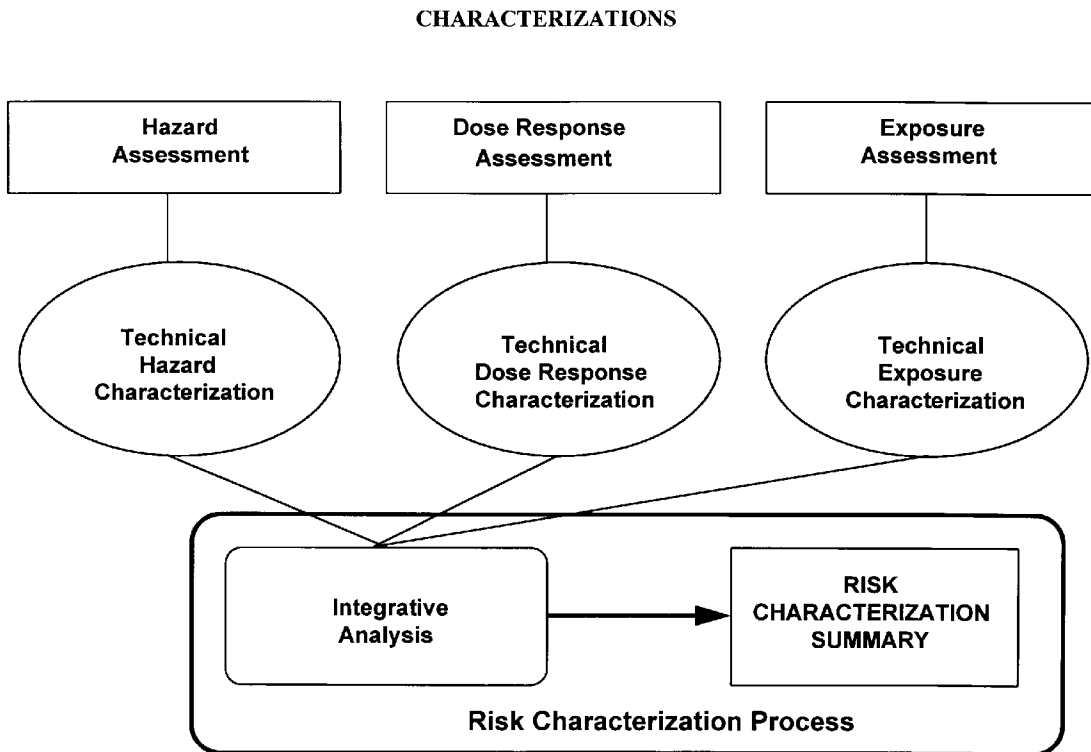 CHARACTERIZATIONS
Hazard
Assessment
Dose Response
Assessment
Exposure
Assessment
Technical
Hazard
Characterization
Technical
Dose Response
Characterization
Technical
Exposure
Characterization
Integrative
Analysis
RISK
CHARACTERIZATION
SUMMARY
Risk Characterization Process